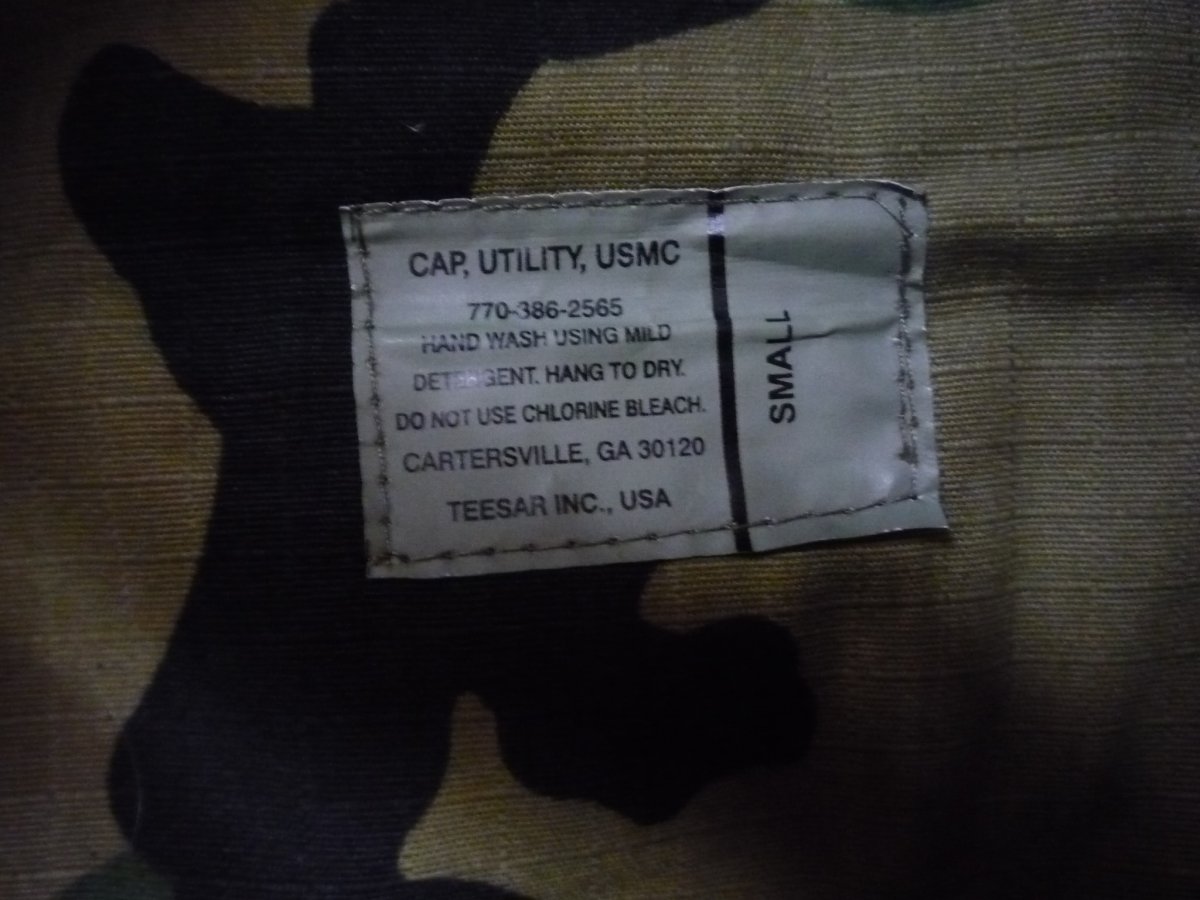 CAP, UTILITY, USMC
770-386-2565
HAND WASH USING MILD
DETERGENT. HANG TO DRY.
DO NOT USE CHLORINE BLEACH.
CARTERSVILLE, GA 30120
TEESAR INC., USA
SMALL